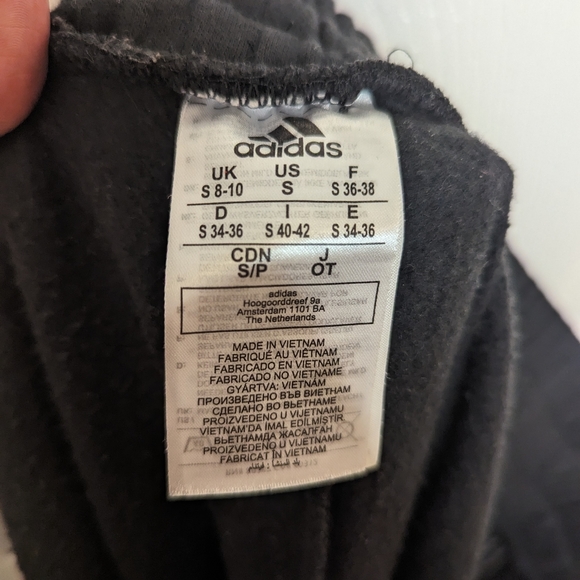 adidas
UK US F
S 8-10 S S 36-38
D I E
S 34-36 S 40-42 S 34-36
CDN J
S/P OT
adidas
Hoogoorddreef 9a
Amsterdam 1101 BA
The Netherlands
MADE IN VIETNAM
FABRIQUÉ AU VIÊTNAM
FABRICADO EN VIETNAM
FABRICADO NO VIETNAME
GYÁRTVA: VIETNÁM
ПРОИЗВЕДЕНО ВЪВ ВИЕТНАМ
СДЕЛАНО ВО ВЬЕТНАМЕ
PROIZVEDENO U VIJETNAMU
VIETNAM'DA IMAL EDILMIŞTIR
ВЬЕТНАМДА ЖАСАЛҒАН
PROIZVEDENO U VIJETNAMU
FABRICAT ÎN VIETNAM